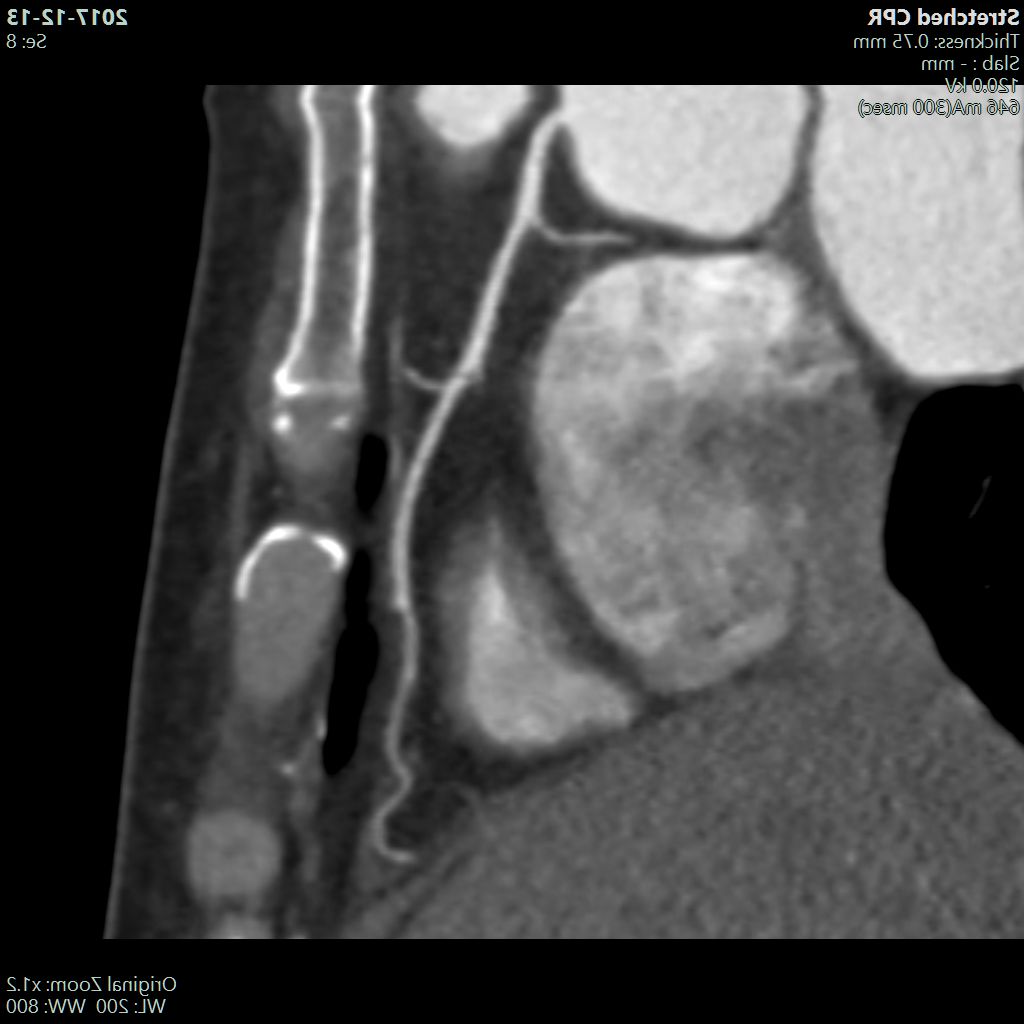 Stretched CPR
Thickness: 0.75 mm
Slab : - mm
120.0 kV
646 mA(300 msec)
2017-12-13
Se: 8
Original Zoom: x1.2
WL: 200 WW: 800